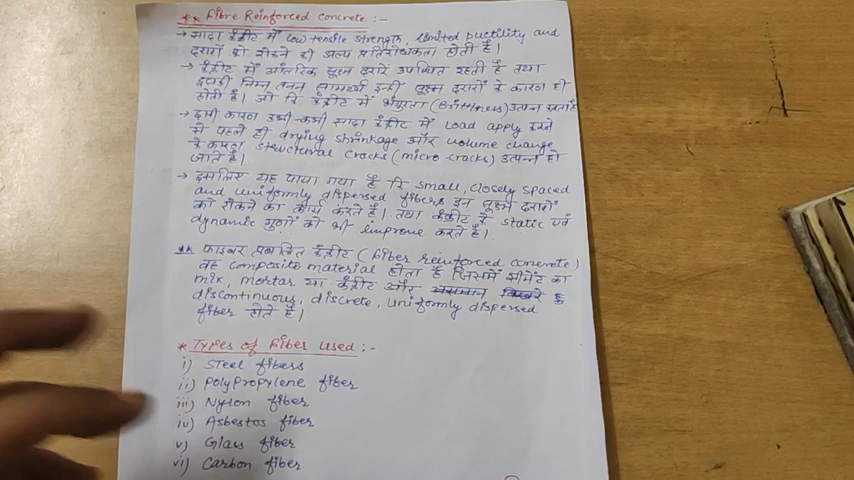 ** Fibre Reinforced Concrete :-
→ सादा कंक्रीट में low tensile strength, limited ductility and
दरारों को रोकने की अल्प प्रतिरोधकता होती है।
→ कंक्रीट में आंतरिक सूक्ष्म दरारें उपस्थित रहती हैं तथा
इसकी निम्न तनन सामर्थ्य इन्हीं सूक्ष्म दरारों के कारण ही
होती है। जो कि कंक्रीट में भंगुरता (Brittleness) उत्पन्न करता है
→ इसी कारण कभी-कभी सादा कंक्रीट में Load apply करने
से पहले ही drying shrinkage और volume change
के कारण structural cracks (micro-cracks) उत्पन्न हो
जाते हैं।
→ इसलिए यह पाया गया है कि small, closely spaced
and uniformly dispersed fibers इन सूक्ष्म दरारों
को रोकने का कार्य करते हैं। तथा कंक्रीट के static एवं
dynamic गुणों को भी improve करते हैं।
** फाइबर प्रबलित कंक्रीट (fiber reinforced concrete)
वह composite material होता है जिसमें सीमेंट का
mix, mortar या कंक्रीट और
discontinuous, discrete, uniformly dispersed
fiber होते हैं।
* Types of fiber used :-
i) Steel fibers
ii) Polypropylene fiber
iii) Nylon fiber
iv) Asbestos fiber
v) Glass fiber
vi) Carbon fiber